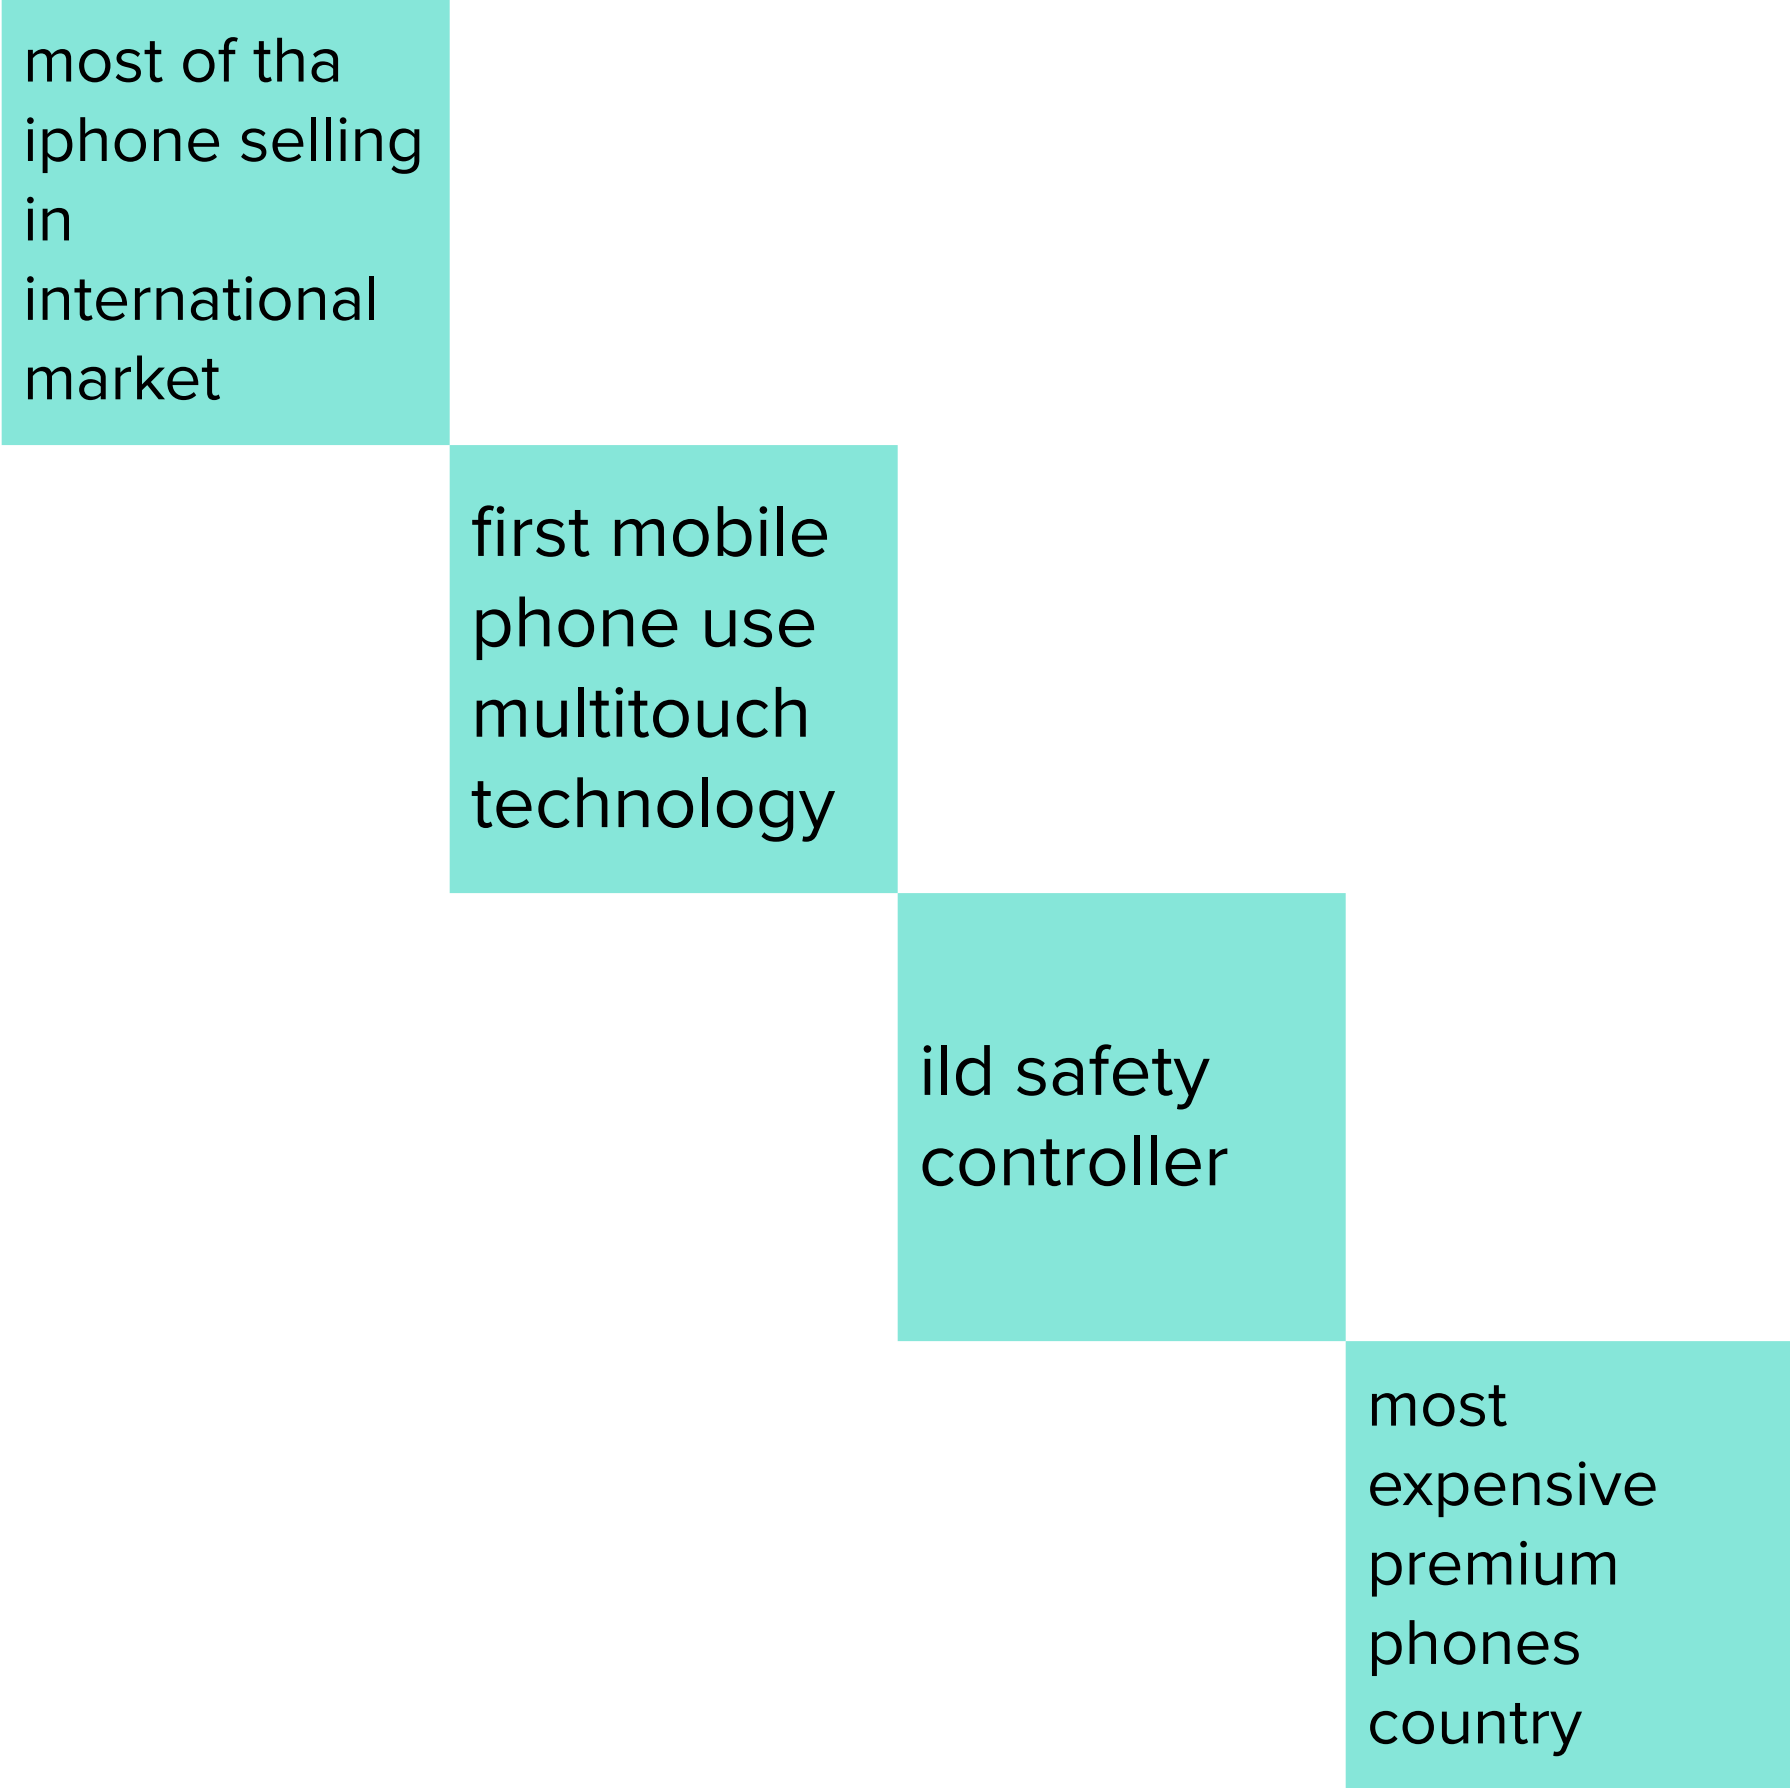 most of tha
iphone selling
in
international
market
first mobile
phone use
multitouch
technology
ild safety
controller
most
expensive
premium
phones
country